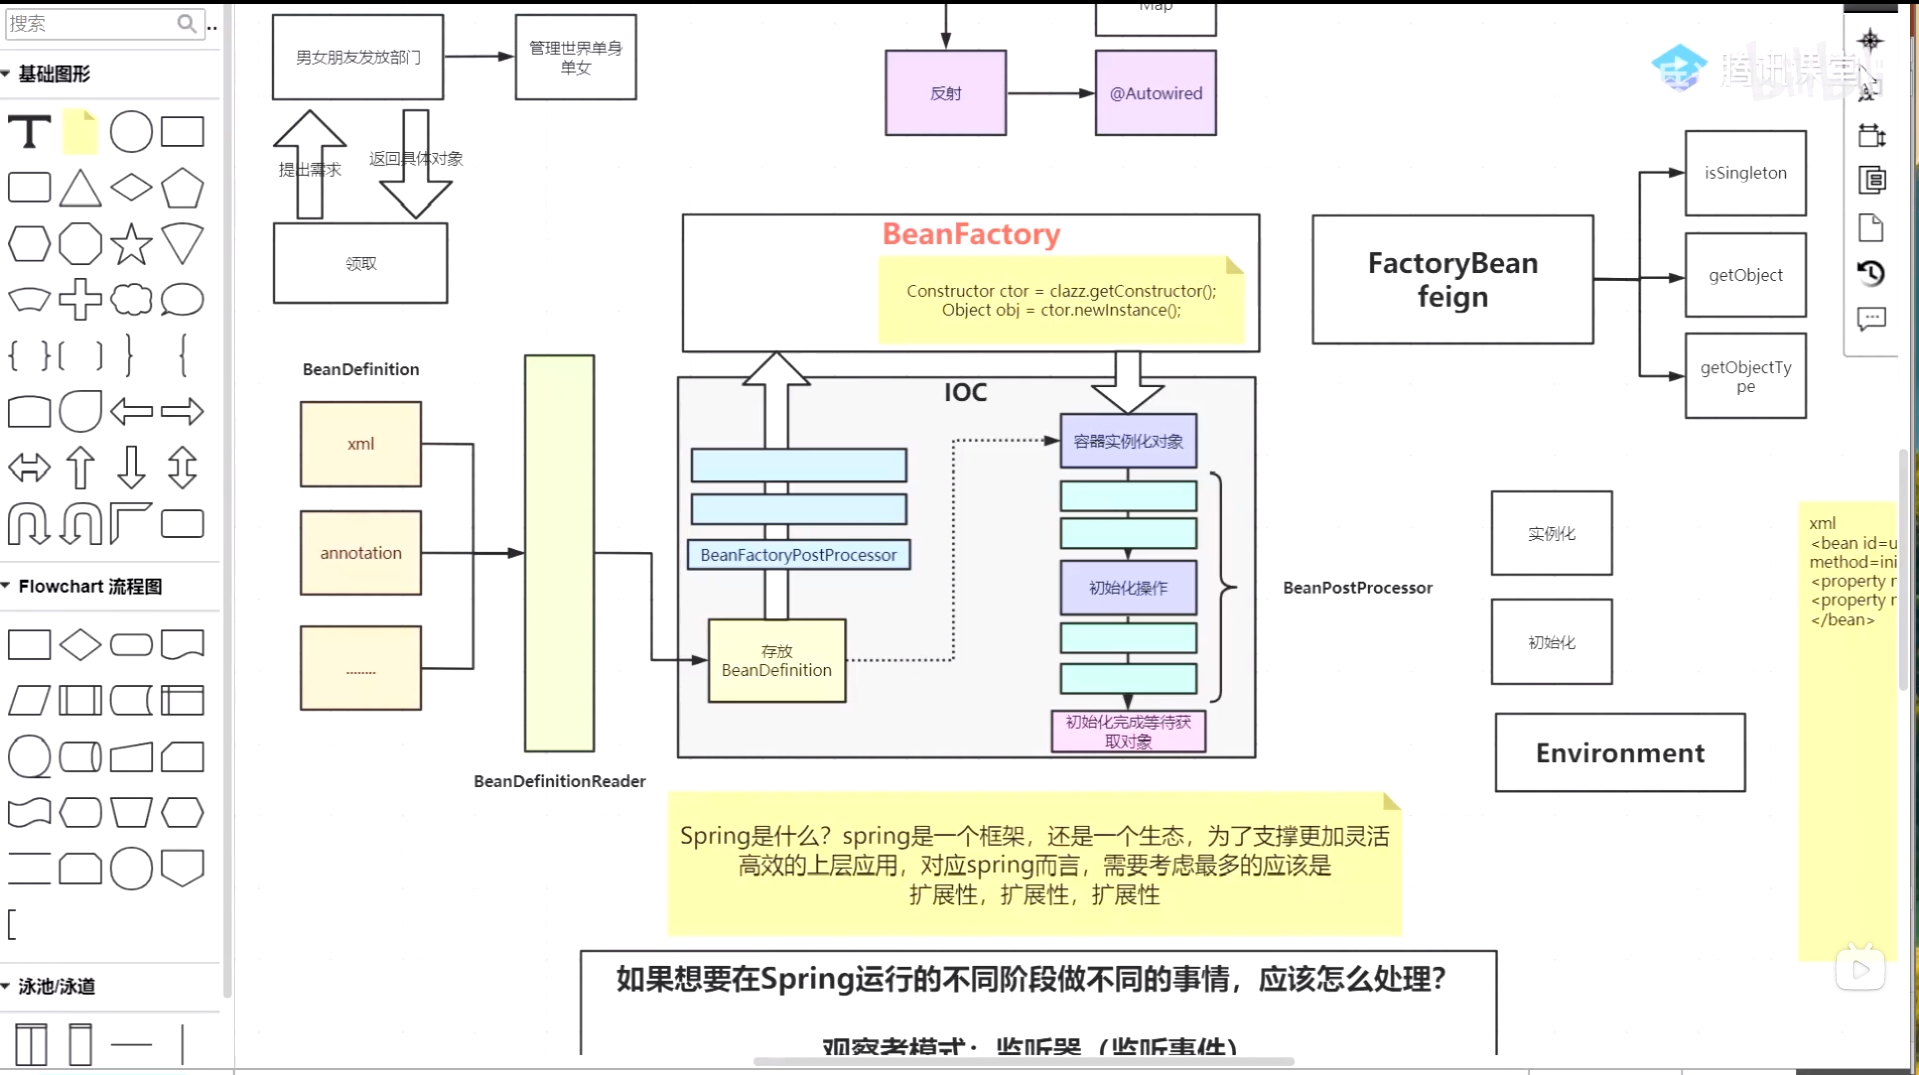 搜索
基础图形
Flowchart 流程图
泳池/泳道
男女朋友发放部门
管理世界单身
单女
提出需求
返回具体对象
领取
Map
反射
@Autowired
腾讯课堂
BeanFactory
Constructor ctor = clazz.getConstructor();
Object obj = ctor.newInstance();
FactoryBean
feign
isSingleton
getObject
getObjectTy
pe
BeanDefinition
xml
annotation
........
BeanDefinitionReader
IOC
BeanFactoryPostProcessor
存放
BeanDefinition
容器实例化对象
初始化操作
初始化完成等待获
取对象
BeanPostProcessor
实例化
初始化
Environment
xml
<bean id=u
method=ini
<property n
<property n
</bean>
Spring是什么？spring是一个框架，还是一个生态，为了支撑更加灵活
高效的上层应用，对应spring而言，需要考虑最多的应该是
扩展性，扩展性，扩展性
如果想要在Spring运行的不同阶段做不同的事情，应该怎么处理？
观察者模式：监听器（监听事件）